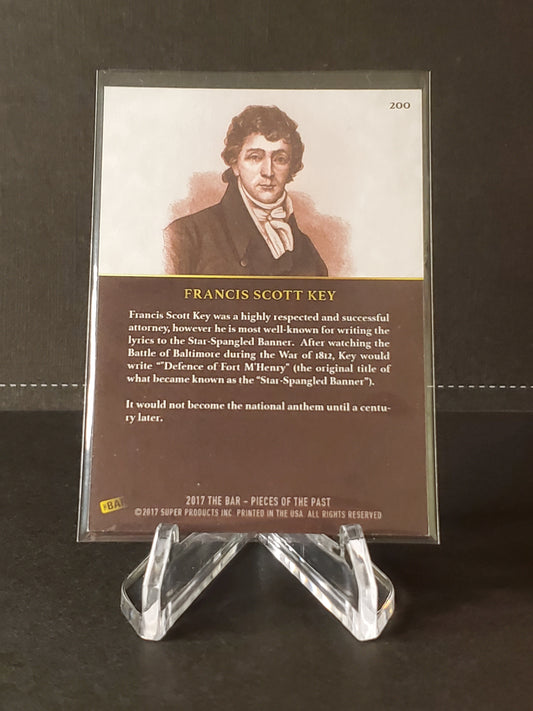 200
FRANCIS SCOTT KEY
Francis Scott Key was a highly respected and successful
attorney, however he is most well-known for writing the
lyrics to the Star-Spangled Banner. After watching the
Battle of Baltimore during the War of 1812, Key would
write “"Defence of Fort M'Henry" (the original title of
what became known as the “Star-Spangled Banner”).
It would not become the national anthem until a centu-
ry later.
2017 THE BAR - PIECES OF THE PAST
©2017 SUPER PRODUCTS INC. PRINTED IN THE USA. ALL RIGHTS RESERVED